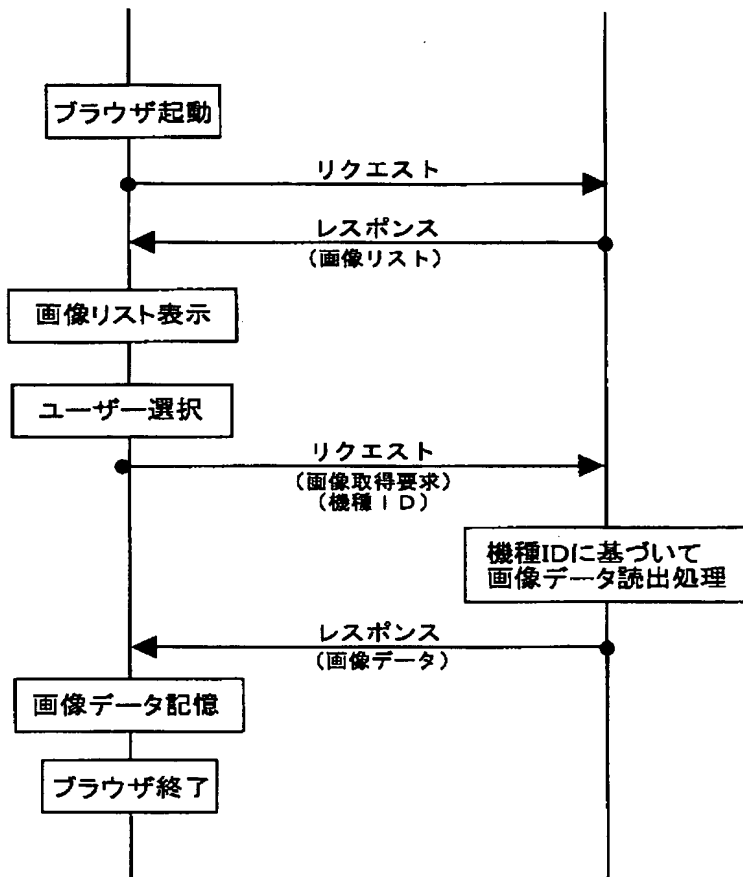 ブラウザ起動
リクエスト
レスポンス
(画像リスト)
画像リスト表示
ユーザー選択
リクエスト
(画像取得要求)
(機種ID)
機種IDに基づいて
画像データ読出処理
レスポンス
(画像データ)
画像データ記憶
ブラウザ終了